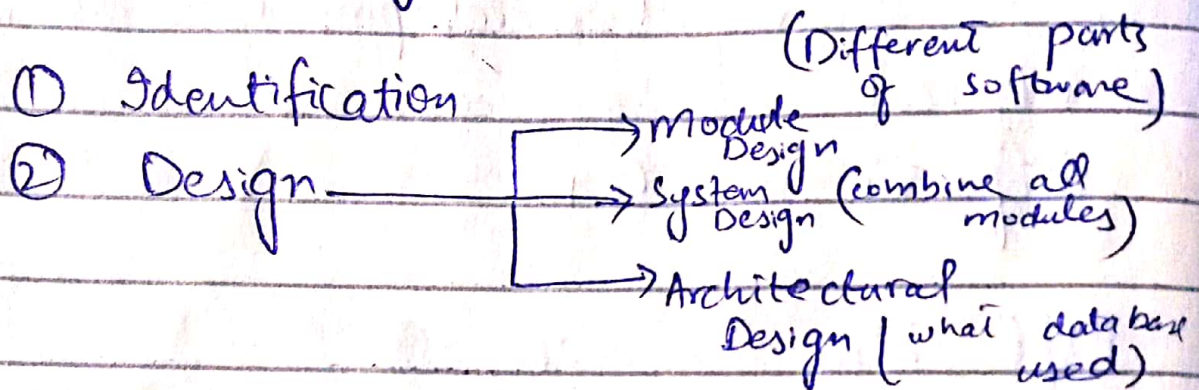 (Different parts
of software)
① Identification
Module
Design
② Design
System (combine all
Design modules)
Architectural
Design (what database
used)